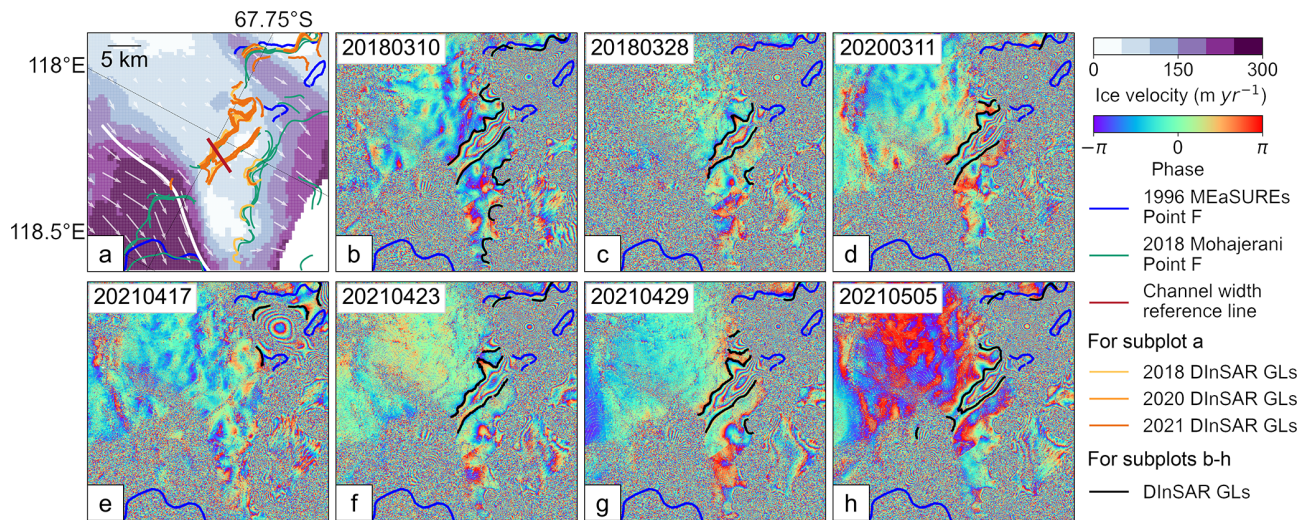 67.75°S
118°E
118.5°E
5 km
a
20180310
b
20180328
c
20200311
d
20210417
e
20210423
f
20210429
g
20210505
h
0 150 300
Ice velocity (m yr⁻¹)
−π 0 π
Phase
1996 MEaSUREs
Point F
2018 Mohajerani
Point F
Channel width
reference line
For subplot a
2018 DInSAR GLs
2020 DInSAR GLs
2021 DInSAR GLs
For subplots b-h
DInSAR GLs